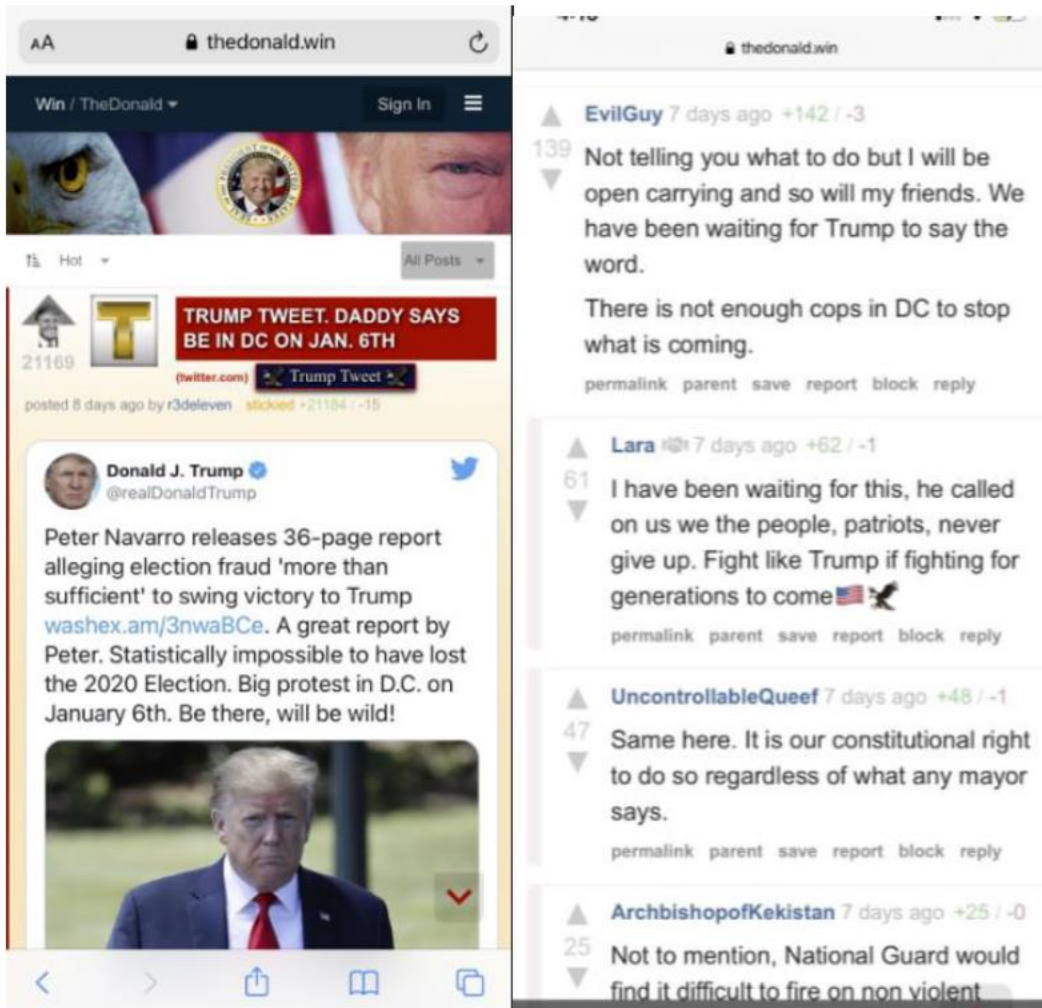 AA thedonald.win
Win / TheDonald Sign In
Hot All Posts
21169
TRUMP TWEET. DADDY SAYS
BE IN DC ON JAN. 6TH
(twitter.com) Trump Tweet
posted 8 days ago by r3deleven stickied +21184 / -15
Donald J. Trump
@realDonaldTrump
Peter Navarro releases 36-page report
alleging election fraud 'more than
sufficient' to swing victory to Trump
washex.am/3nwaBCe. A great report by
Peter. Statistically impossible to have lost
the 2020 Election. Big protest in D.C. on
January 6th. Be there, will be wild!
thedonald.win
EvilGuy 7 days ago +142 / -3
139
Not telling you what to do but I will be
open carrying and so will my friends. We
have been waiting for Trump to say the
word.
There is not enough cops in DC to stop
what is coming.
permalink parent save report block reply
Lara 7 days ago +62 / -1
61
I have been waiting for this, he called
on us we the people, patriots, never
give up. Fight like Trump if fighting for
generations to come
permalink parent save report block reply
UncontrollableQueef 7 days ago +48 / -1
47
Same here. It is our constitutional right
to do so regardless of what any mayor
says.
permalink parent save report block reply
ArchbishopofKekistan 7 days ago +25 / -0
25
Not to mention, National Guard would
find it difficult to fire on non violent